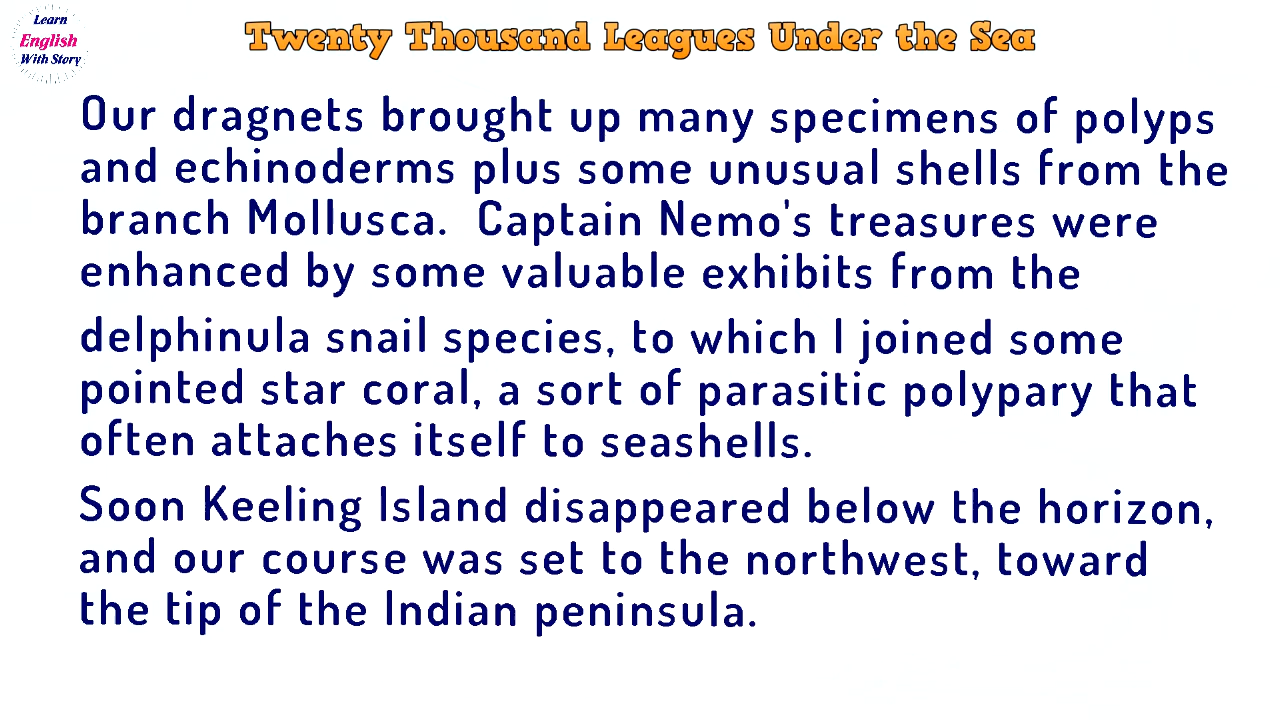 Learn
English
With Story
Twenty Thousand Leagues Under the Sea
Our dragnets brought up many specimens of polyps
and echinoderms plus some unusual shells from the
branch Mollusca.  Captain Nemo's treasures were
enhanced by some valuable exhibits from the
delphinula snail species, to which I joined some
pointed star coral, a sort of parasitic polypary that
often attaches itself to seashells.
Soon Keeling Island disappeared below the horizon,
and our course was set to the northwest, toward
the tip of the Indian peninsula.